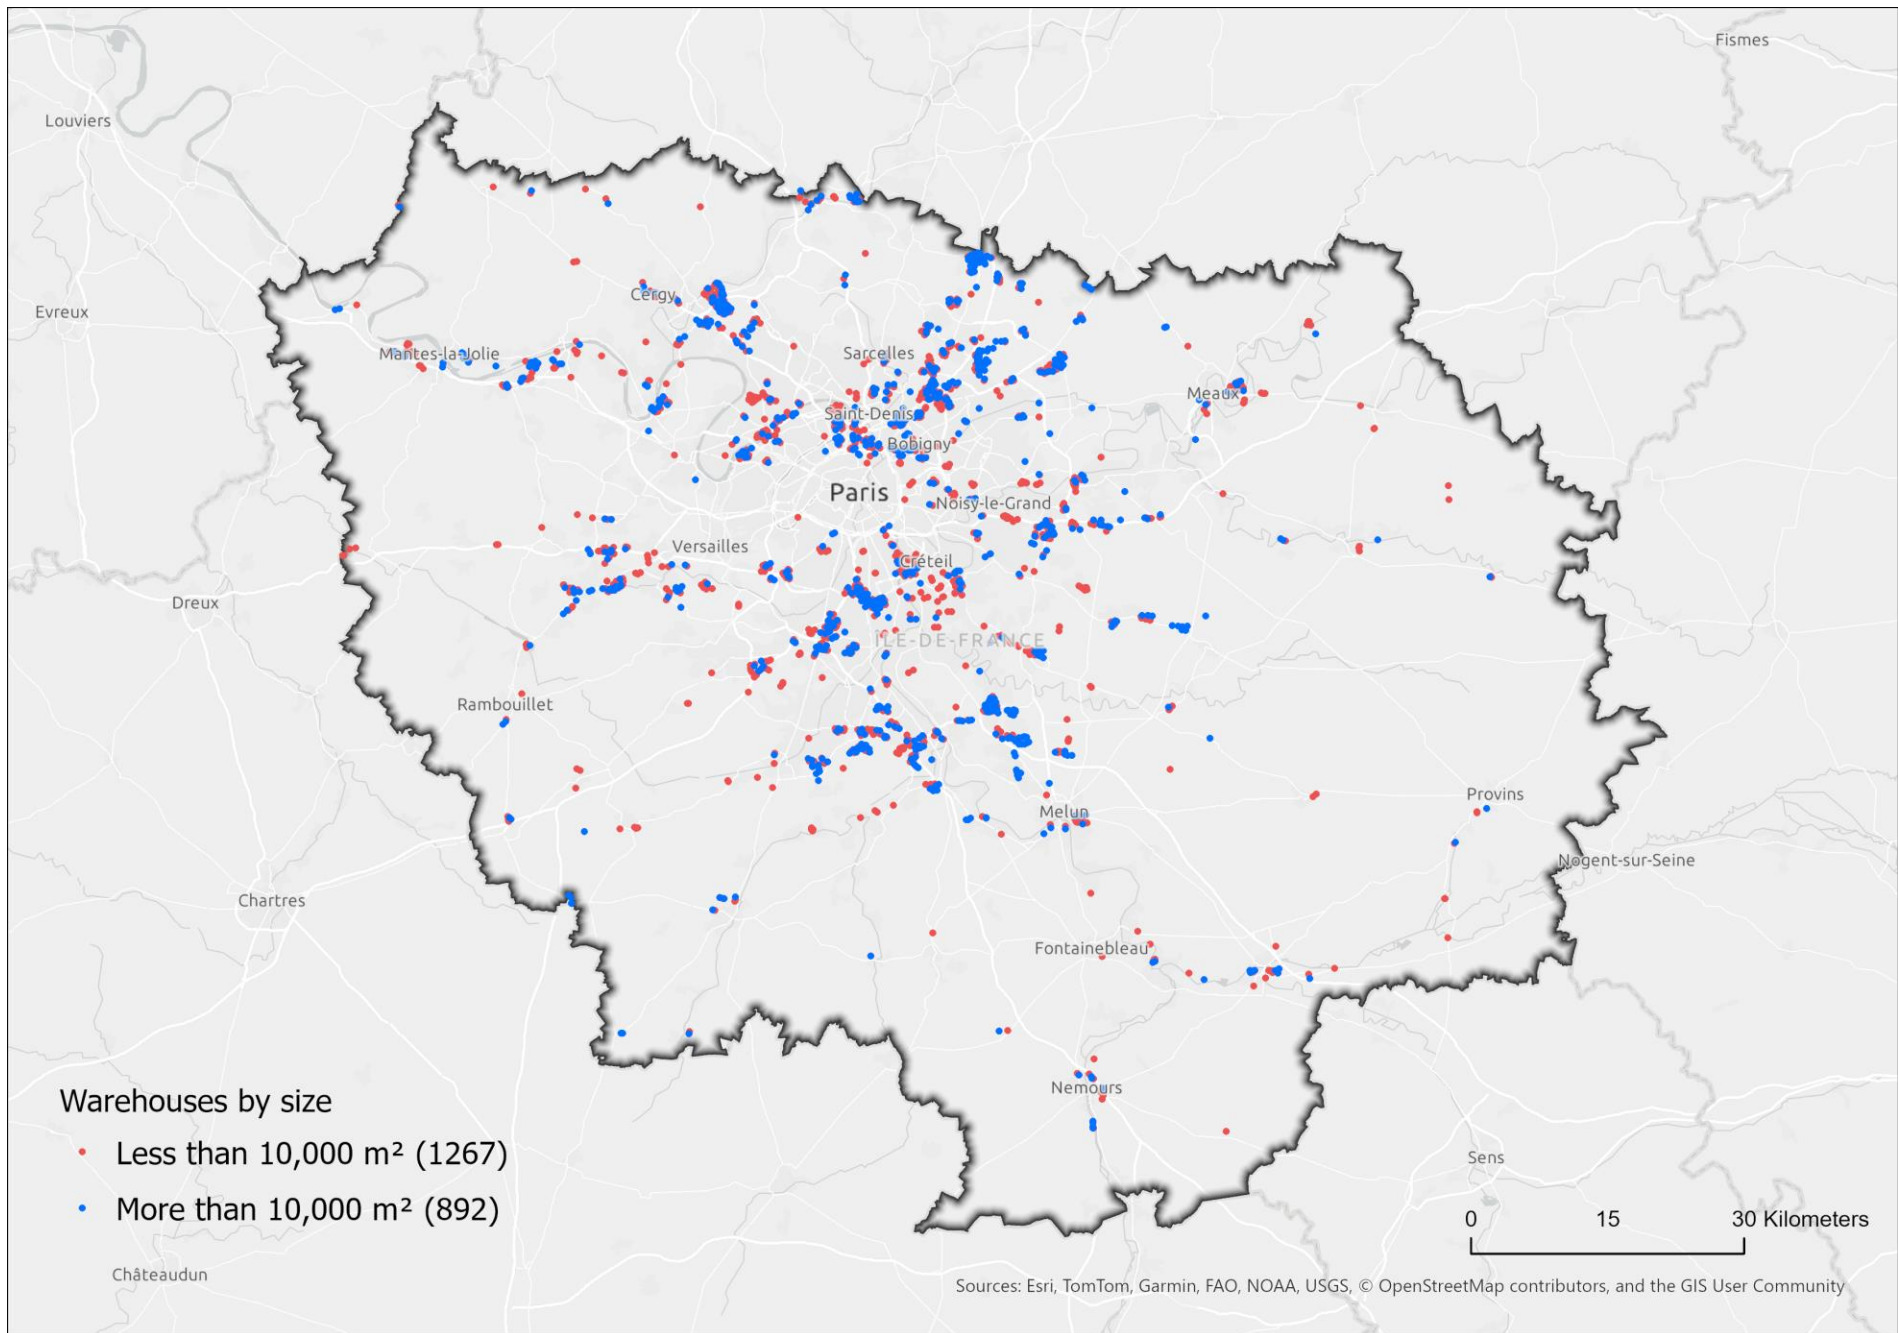 Fismes
Louviers
Evreux
Cergy
Mantes-la-Jolie
Sarcelles
Meaux
Saint-Denis
Bobigny
Paris
Noisy-le-Grand
Versailles
Créteil
Dreux
ÎLE-DE-FRANCE
Rambouillet
Provins
Melun
Nogent-sur-Seine
Chartres
Fontainebleau
Nemours
Sens
Châteaudun
Warehouses by size
Less than 10,000 m² (1267)
More than 10,000 m² (892)
0 15 30 Kilometers
Sources: Esri, TomTom, Garmin, FAO, NOAA, USGS, © OpenStreetMap contributors, and the GIS User Community